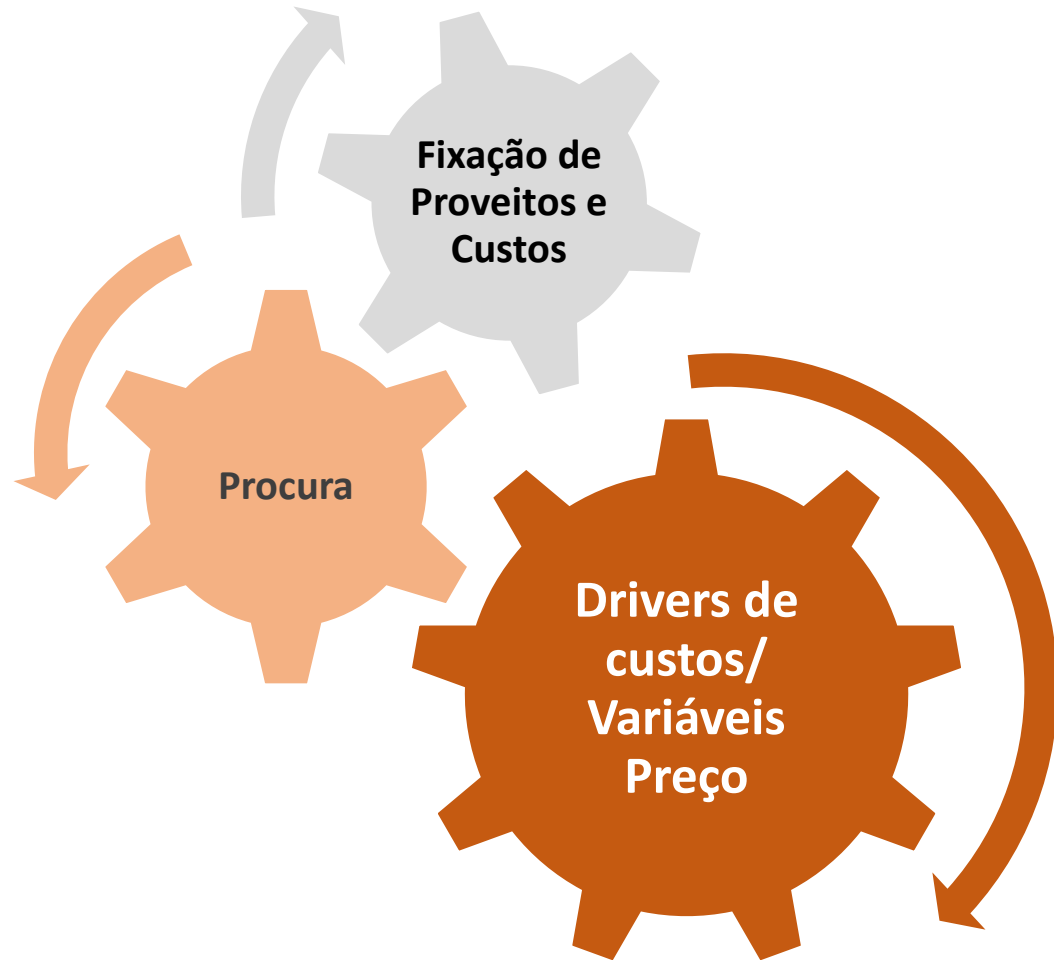 Fixação de
Proveitos e
Custos
Procura
Drivers de
custos/
Variáveis
Preço